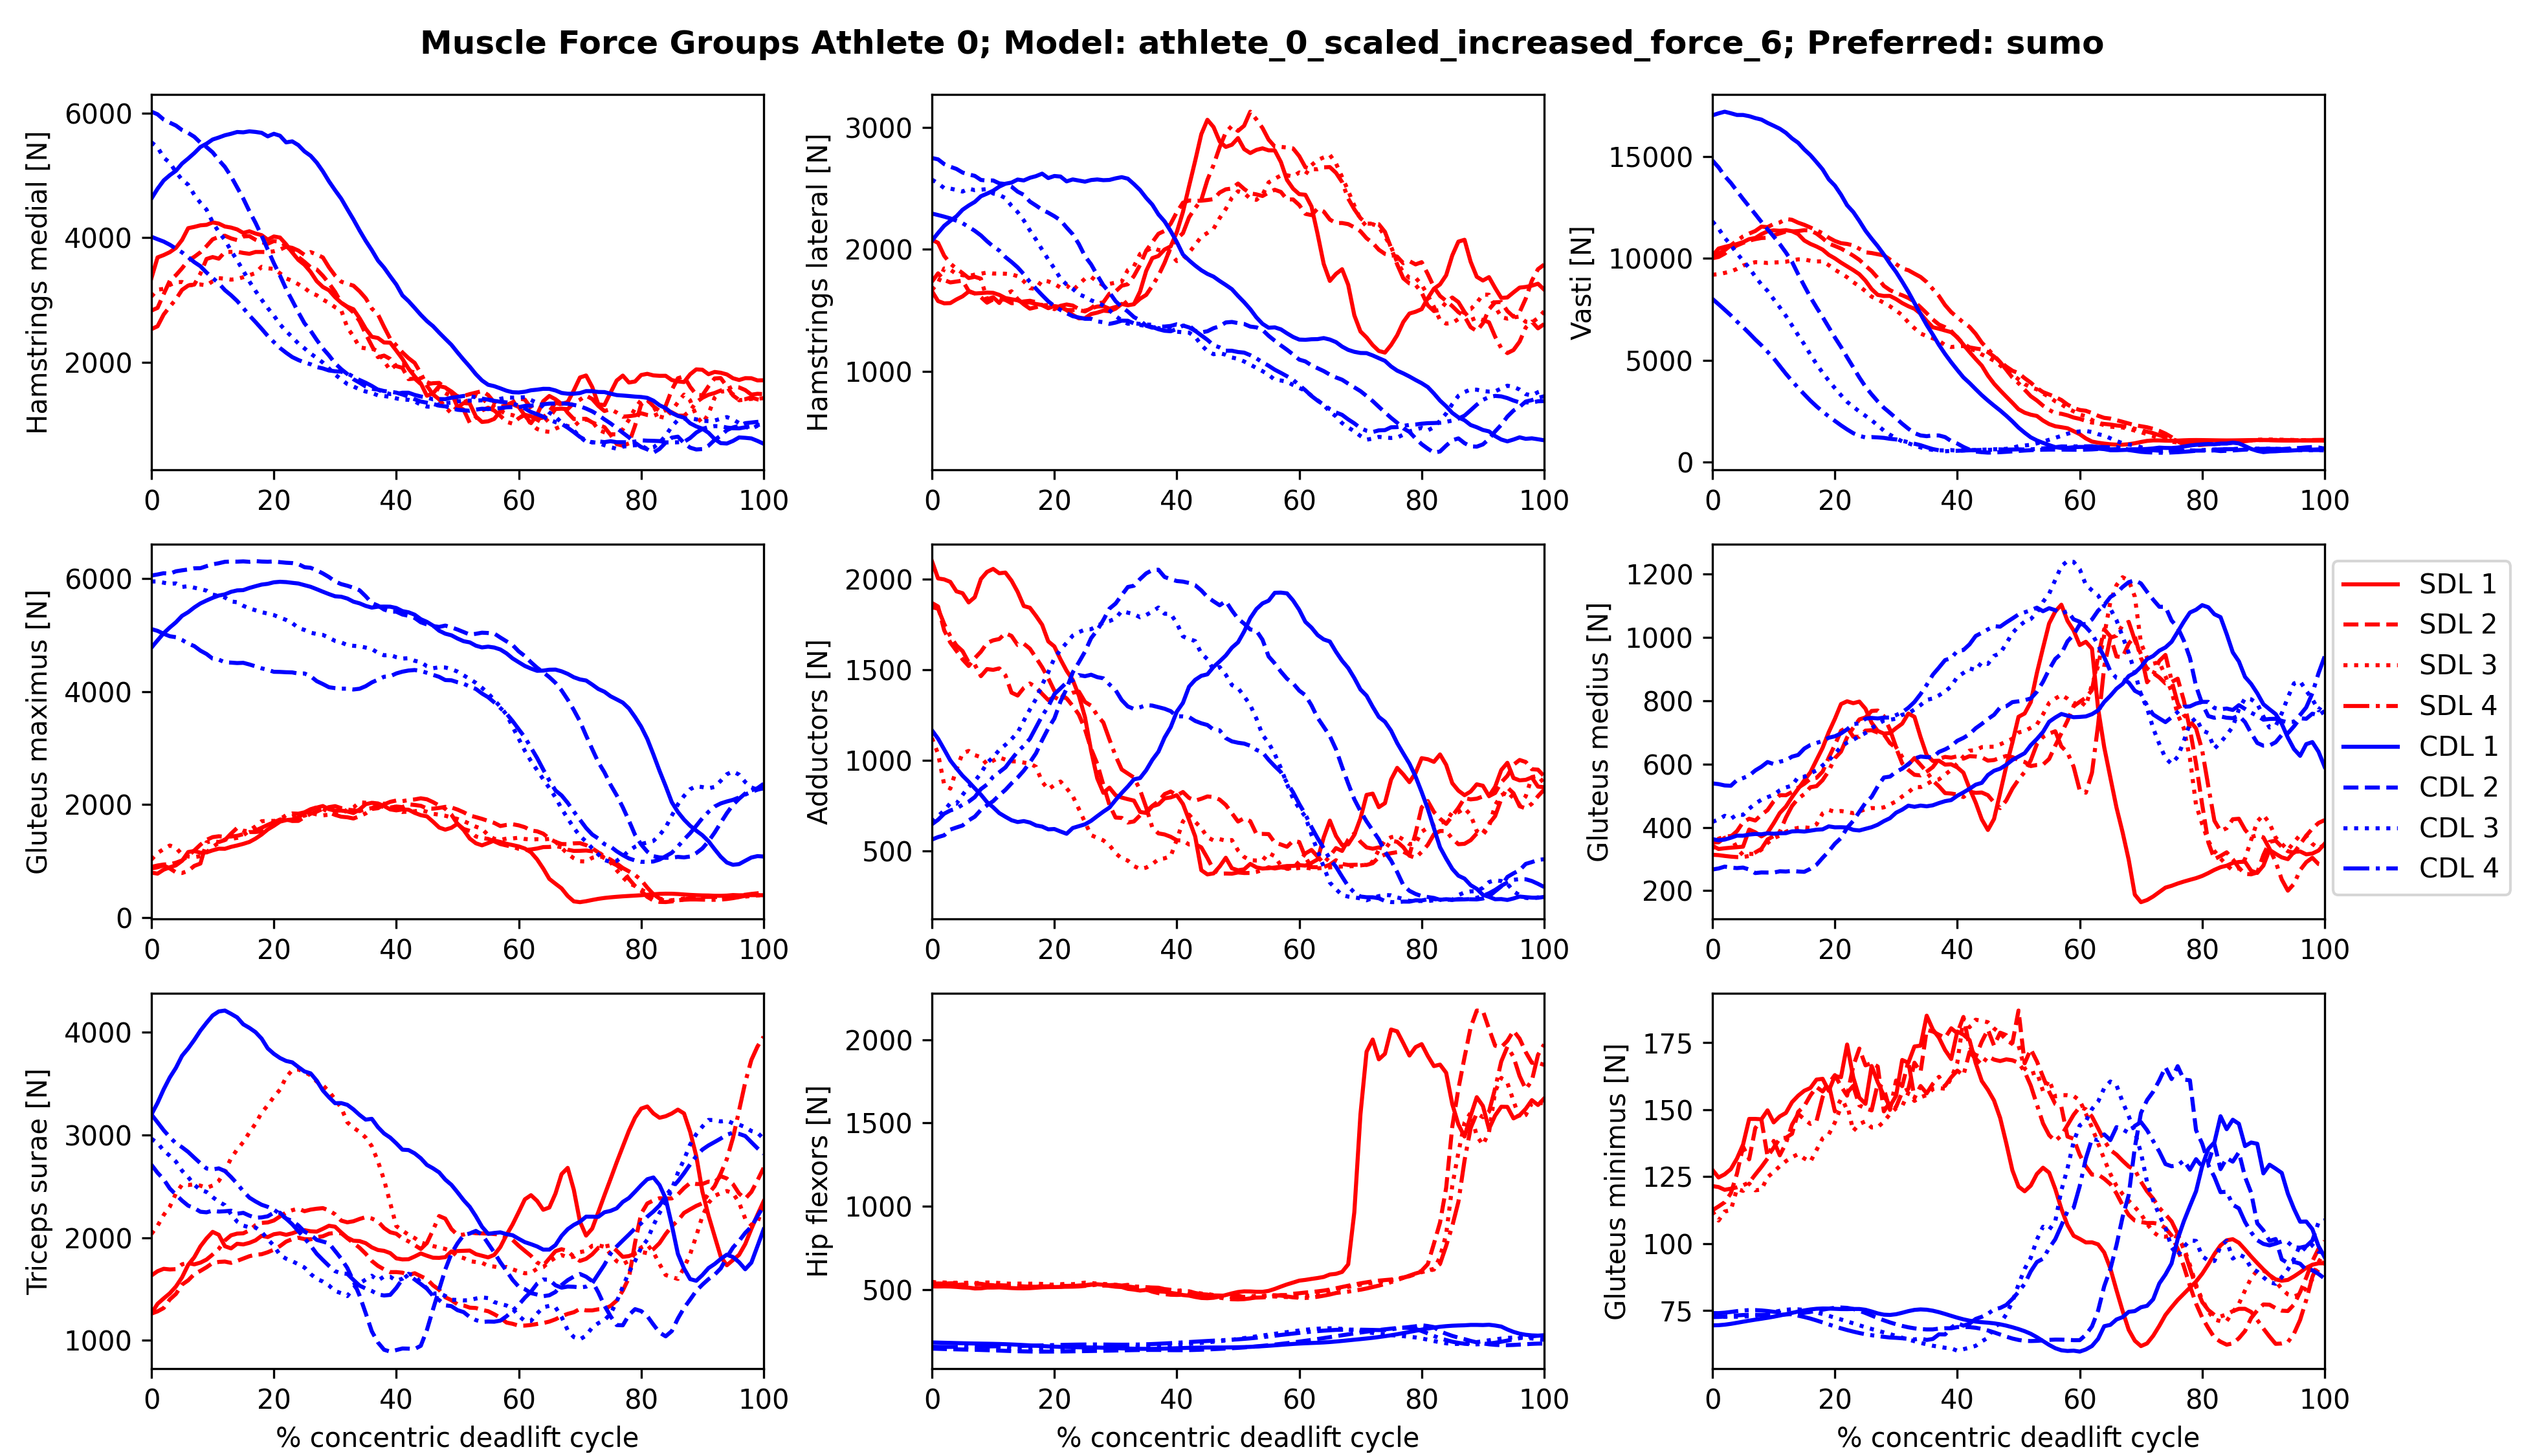 Muscle Force Groups Athlete 0; Model: athlete_0_scaled_increased_force_6; Preferred: sumo
Hamstrings medial [N]
6000
4000
2000
0 20 40 60 80 100
Hamstrings lateral [N]
3000
2000
1000
0 20 40 60 80 100
Vasti [N]
15000
10000
5000
0
0 20 40 60 80 100
Gluteus maximus [N]
6000
4000
2000
0
0 20 40 60 80 100
Adductors [N]
2000
1500
1000
500
0 20 40 60 80 100
Gluteus medius [N]
1200
1000
800
600
400
200
0 20 40 60 80 100
SDL 1
SDL 2
SDL 3
SDL 4
CDL 1
CDL 2
CDL 3
CDL 4
Triceps surae [N]
4000
3000
2000
1000
0 20 40 60 80 100
% concentric deadlift cycle
Hip flexors [N]
2000
1500
1000
500
0 20 40 60 80 100
% concentric deadlift cycle
Gluteus minimus [N]
175
150
125
100
75
0 20 40 60 80 100
% concentric deadlift cycle